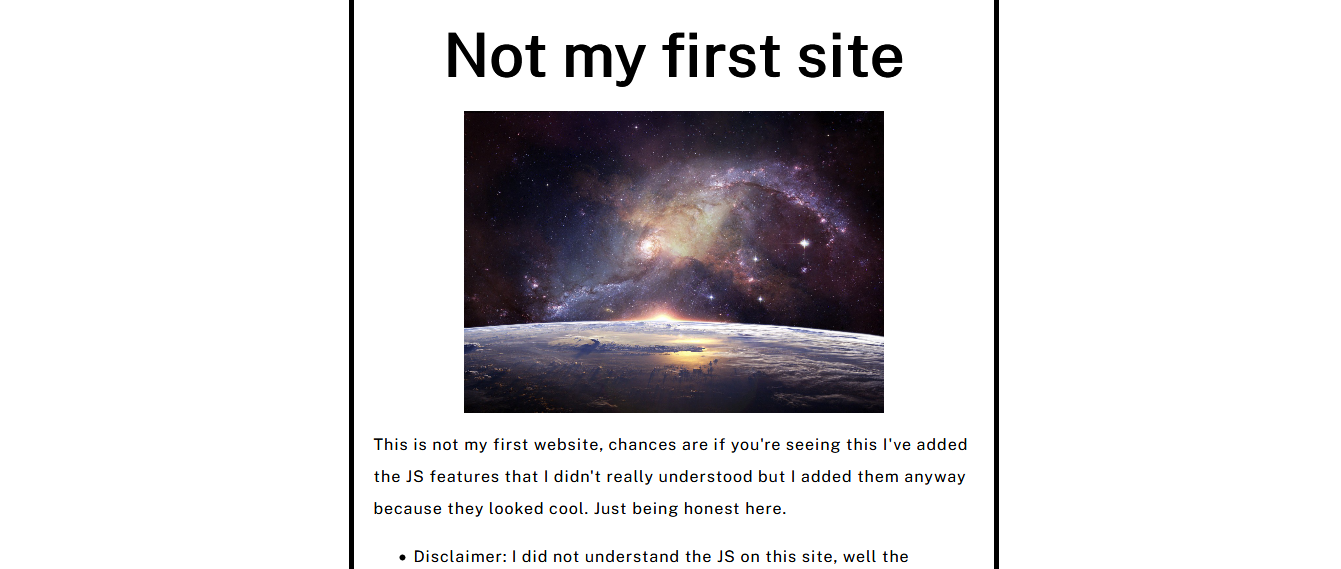 Not my first site
This is not my first website, chances are if you're seeing this I've added
the JS features that I didn't really understood but I added them anyway
because they looked cool. Just being honest here.
• Disclaimer: I did not understand the JS on this site, well the